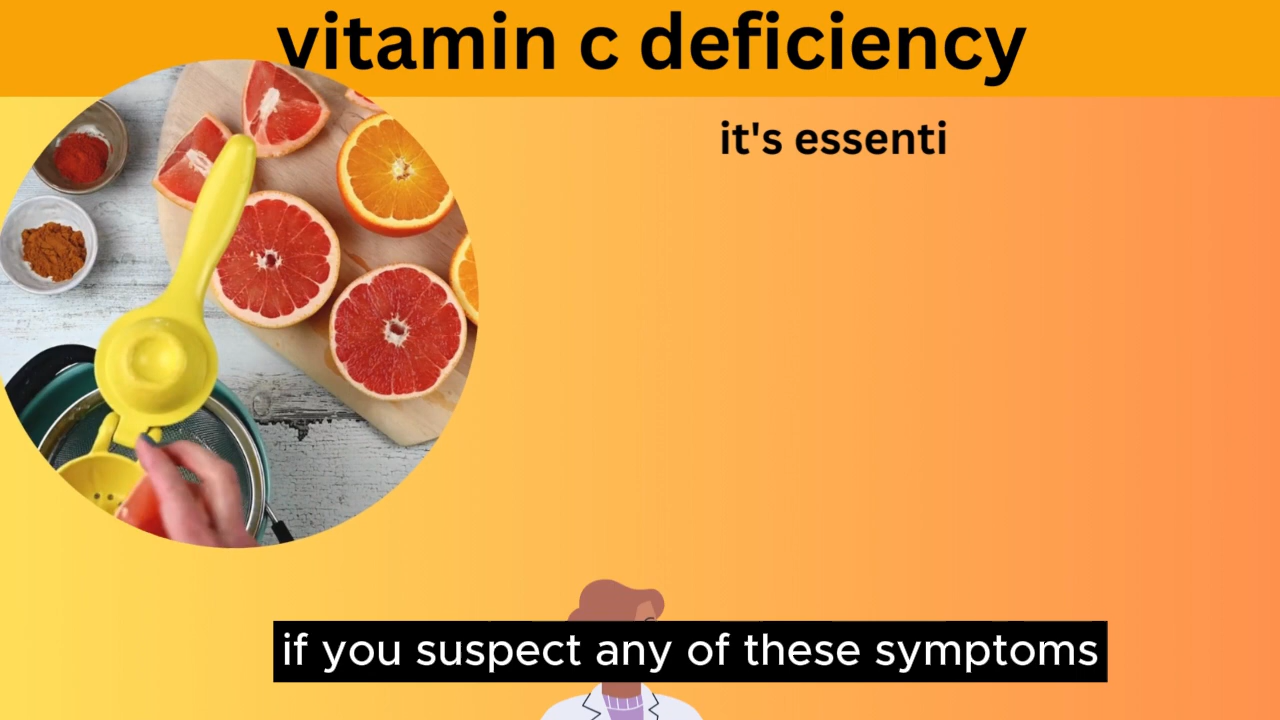 vitamin c deficiency
it's essenti
if you suspect any of these symptoms